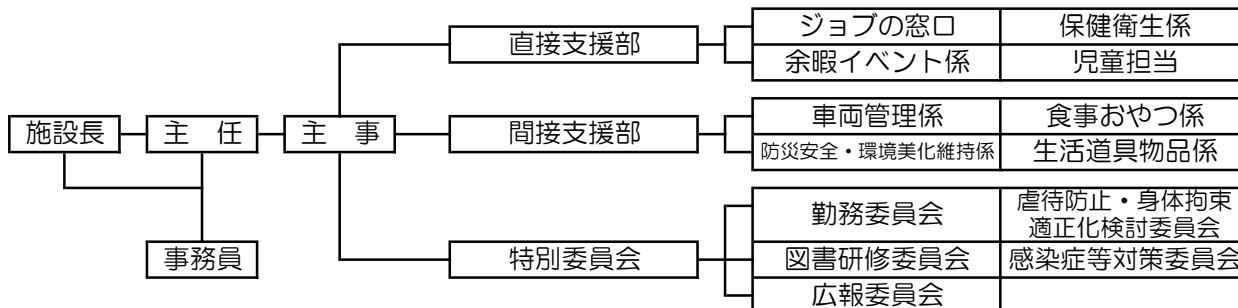 ジョブの窓口 保健衛生係
直接支援部
余暇イベント係 児童担当
車両管理係 食事おやつ係
施設長 主　任 主　事 間接支援部
防災安全・環境美化維持係 生活道具物品係
勤務委員会 虐待防止・身体拘束
適正化検討委員会
事務員 特別委員会 図書研修委員会 感染症等対策委員会
広報委員会